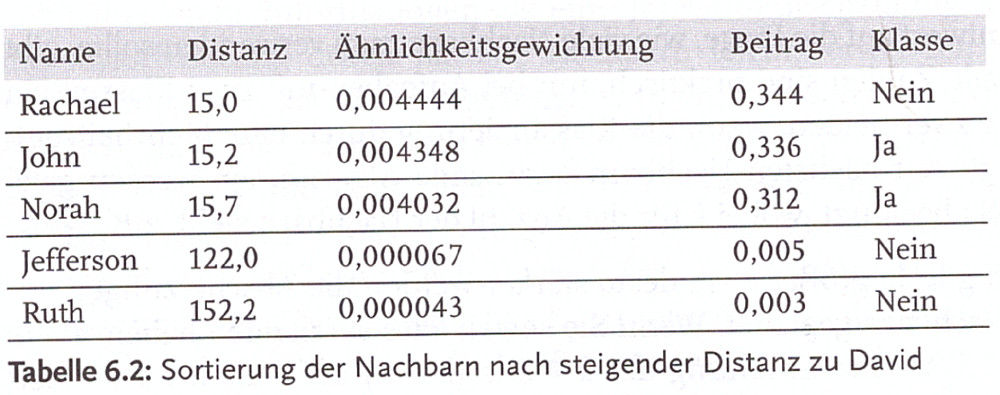 Name Distanz Ähnlichkeitsgewichtung Beitrag Klasse
Rachael 15,0 0,004444 0,344 Nein
John 15,2 0,004348 0,336 Ja
Norah 15,7 0,004032 0,312 Ja
Jefferson 122,0 0,000067 0,005 Nein
Ruth 152,2 0,000043 0,003 Nein
Tabelle 6.2: Sortierung der Nachbarn nach steigender Distanz zu David